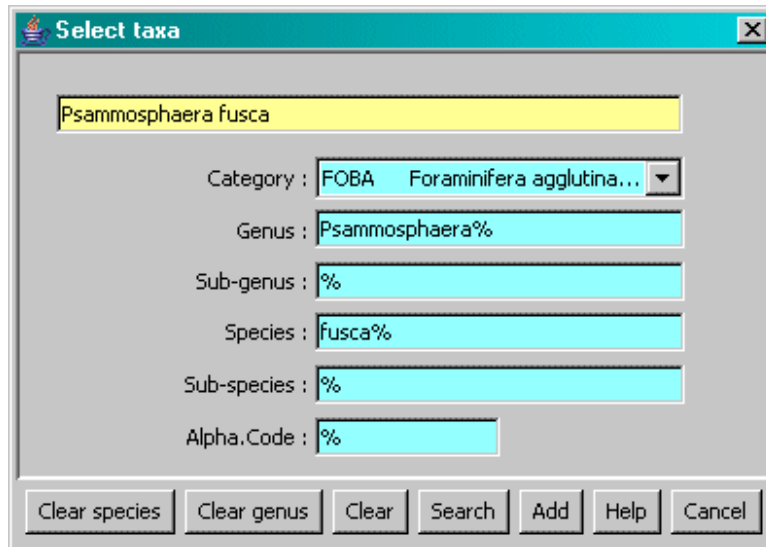 Select taxa
Psammosphaera fusca
Category : FOBA Foraminifera agglutina...
Genus : Psammosphaera%
Sub-genus : %
Species : fusca%
Sub-species : %
Alpha.Code : %
Clear species Clear genus Clear Search Add Help Cancel